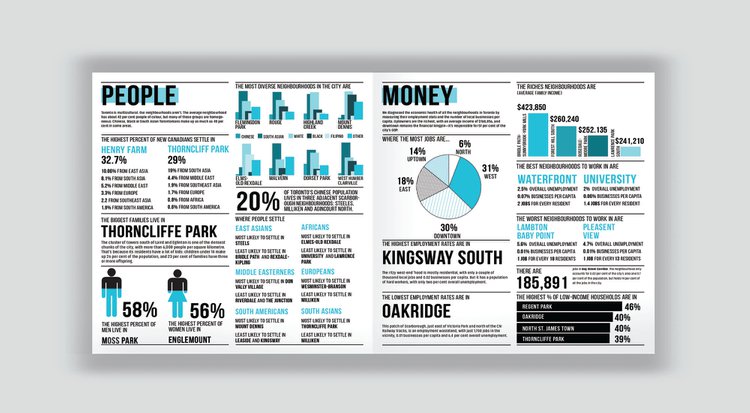 PEOPLE
THE HIGHEST PERCENT OF NEW CANADIANS SETTLE IN
HENRY FARM
32.7%
10.06% FROM EAST ASIA
9.1% FROM SOUTH ASIA
5.2% FROM MIDDLE EAST
3.1% FROM EUROPE
2.2 FROM SOUTHEAST ASIA
1.9% FROM SOUTH AMERICA
THORNCLIFF PARK
29%
18% FROM SOUTH ASIA
4.4% FROM MIDDLE EAST
1.9% FROM SOUTHEAST ASIA
1.7% FROM EUROPE
0.8% FROM AFRICA
0.6% FROM SOUTH AMERICA
THE BIGGEST FAMILIES LIVE IN
THORNCLIFFE PARK
58%
THE HIGHEST PERCENT OF
MEN LIVE IN
MOSS PARK
56%
THE HIGHEST PERCENT OF
WOMEN LIVE IN
ENGLEMOUNT
THE MOST DIVERSE NEIGHBOURHOODS IN THE CITY ARE
FLEMINGDON
PARK
ROUGE
HIGHLAND
CREEK
MOUNT
DENNIS
CHINESE
SOUTH ASIAN
WHITE
BLACK
FILIPINO
OTHER
ELMS-
OLD REXDALE
MALVERN
DORSET PARK
WEST HUMBER
CLAIRVILLE
20%
OF TORONTO'S CHINESE POPULATION
LIVES IN THREE ADJACENT SCARBOR-
OUGH NEIGHBOURHOODS: STEELES,
MILLIKEN AND AGINCOURT NORTH.
WHERE PEOPLE SETTLE
EAST ASIANS
MOST LIKELY TO SETTLE IN
STEELES
LEAST LIKELY TO SETTLE IN
BRIDLE PATH AND REXDALE-
KIPLING
MIDDLE EASTERNERS
MOST LIKELY TO SETTLE IN DON
VALLY VILLAGE
LEAST LIKELY TO SETTLE IN
RIVERDALE AND THE JUNCTION
SOUTH AMERICANS
MOST LIKELY TO SETTLE IN
MOUNT DENNIS
LEAST LIKELY TO SETTLE IN
LEASIDE AND KINGSWAY
AFRICANS
MOST LIKELY TO SETTLE IN
ELMES-OLD REXDALE
LEAST LIKELY TO SETTLE IN
UNIVERSITY AND LAWRENCE
PARK
EUROPEANS
MOST LIKELY TO SETTLE IN
WESTMINSTER-BRANSON
LEAST LIKELY TO SETTLE IN
MILLIKEN
SOUTH ASIANS
MOST LIKELY TO SETTLE IN
THORNCLIFFE PARK
LEAST LIKELY TO SETTLE IN
MILLIKEN
MONEY
WHERE THE MOST JOBS ARE...
14%
UPTOWN
6%
NORTH
31%
WEST
18%
EAST
30%
DOWNTOWN
THE HIGHEST EMPLOYMENT RATES ARE IN
KINGSWAY SOUTH
THE LOWEST EMPLOYMENT RATES ARE IN
OAKRIDGE
THE RICHES NEIGHBOURHOODS ARE
(AVERAGE FAMILY INCOME)
$423,850
$260,240
$252.135
$241,210
THE BEST NEIGHBOURHOODS TO WORK IN ARE
WATERFRONT
2.5% OVERALL UNEMPLOYMENT
0.07% BUSINESSES PER CAPITA
2 JOBS FOR EVERY RESIDENT
UNIVERSITY
2% OVERALL UNEMPLOYMENT
0.9% BUSINESSES PER CAPITA
1.4 JOBS FOR EVERY RESIDENT
THE WORST NEIGHBOURHOODS TO WORK IN ARE
LAMBTON
BABY POINT
5.6% OVERALL UNEMPLOYMENT
0.61% BUSINESSES PER CAPITA
1 JOB FOR EVERY 98 RESIDENTS
PLEASENT
VIEW
4.7% OVERALL UNEMPLOYMENT
0.1% BUSINESSES PER CAPITA
1 JOB FOR EVERY 13 RESIDENTS
THERE ARE
185,891
THE HIGHEST % OF LOW-INCOME HOUSEHOLDS ARE IN
REGENT PARK 46%
OAKRIDGE 40%
NORTH ST. JAMES TOWN 40%
THORNCLIFFE PARK 39%